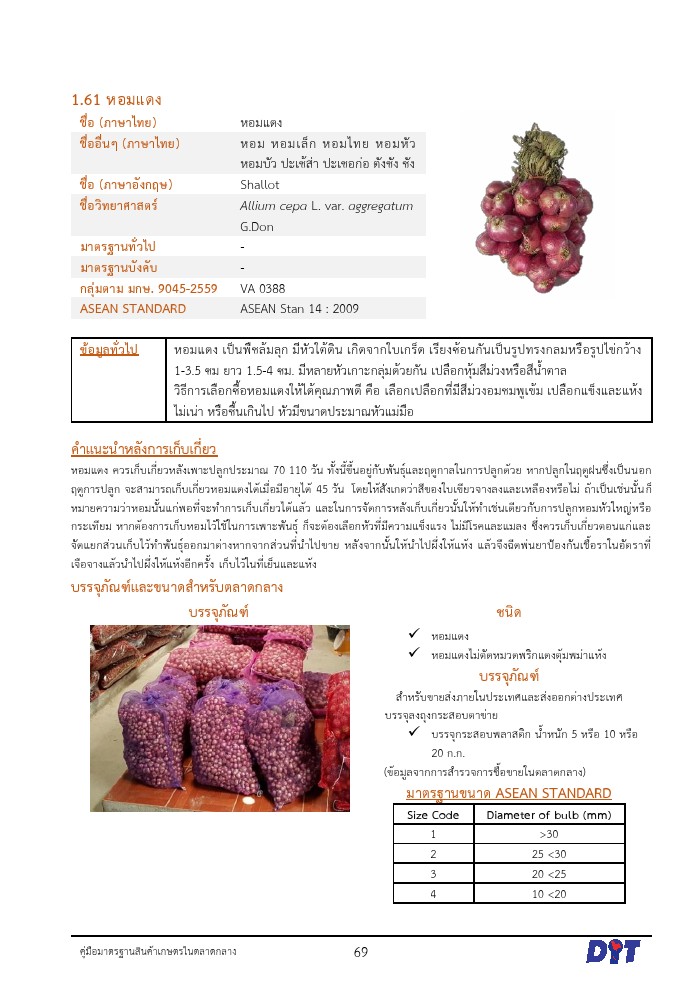 1.61 หอมแดง
ชื่อ (ภาษาไทย) หอมแดง
ชื่ออื่นๆ (ภาษาไทย) หอม หอมเล็ก หอมไทย หอมหัว
หอมบัว ปะเซ้ส่า ปะเซอก่อ ตังซัง ซัง
ชื่อ (ภาษาอังกฤษ) Shallot
ชื่อวิทยาศาสตร์ Allium cepa L. var. aggregatum
G.Don
มาตรฐานทั่วไป -
มาตรฐานบังคับ -
กลุ่มตาม มกษ. 9045-2559 VA 0388
ASEAN STANDARD ASEAN Stan 14 : 2009
ข้อมูลทั่วไป หอมแดง เป็นพืชล้มลุก มีหัวใต้ดิน เกิดจากใบเกร็ด เรียงซ้อนกันเป็นรูปทรงกลมหรือรูปไข่กว้าง
1-3.5 ซม ยาว 1.5-4 ซม. มีหลายหัวเกาะกลุ่มด้วยกัน เปลือกหุ้มสีม่วงหรือสีน้ำตาล
วิธีการเลือกซื้อหอมแดงให้ได้คุณภาพดี คือ เลือกเปลือกที่มีสีม่วงอมชมพูเข้ม เปลือกแข็งและแห้ง
ไม่เน่า หรือชื้นเกินไป หัวมีขนาดประมาณหัวแม่มือ
คำแนะนำหลังการเก็บเกี่ยว
หอมแดง ควรเก็บเกี่ยวหลังเพาะปลูกประมาณ 70 110 วัน ทั้งนี้ขึ้นอยู่กับพันธุ์และฤดูกาลในการปลูกด้วย หากปลูกในฤดูฝนซึ่งเป็นนอก
ฤดูการปลูก จะสามารถเก็บเกี่ยวหอมแดงได้เมื่อมีอายุได้ 45 วัน โดยให้สังเกตว่าสีของใบเขียวจางลงและเหลืองหรือไม่ ถ้าเป็นเช่นนั้นก็
หมายความว่าหอมนั้นแก่พอที่จะทำการเก็บเกี่ยวได้แล้ว และในการจัดการหลังเก็บเกี่ยวนั้นให้ทำเช่นเดียวกับการปลูกหอมหัวใหญ่หรือ
กระเทียม หากต้องการเก็บหอมไว้ใช้ในการเพาะพันธุ์ ก็จะต้องเลือกหัวที่มีความแข็งแรง ไม่มีโรคและแมลง ซึ่งควรเก็บเกี่ยวตอนแก่และ
จัดแยกส่วนเก็บไว้ทำพันธุ์ออกมาต่างหากจากส่วนที่นำไปขาย หลังจากนั้นให้นำไปผึ่งให้แห้ง แล้วจึงฉีดพ่นยาป้องกันเชื้อราในอัตราที่
เจือจางแล้วนำไปผึ่งให้แห้งอีกครั้ง เก็บไว้ในที่เย็นและแห้ง
บรรจุภัณฑ์และขนาดสำหรับตลาดกลาง
บรรจุภัณฑ์
ชนิด
✓ หอมแดง
✓ หอมแดงไม่ตัดหมวดพริกแตงตุ้มพม่าแห้ง
บรรจุภัณฑ์
สำหรับขายส่งภายในประเทศและส่งออกต่างประเทศ
บรรจุลงถุงกระสอบตาข่าย
✓ บรรจุกระสอบพลาสติก น้ำหนัก 5 หรือ 10 หรือ
20 ก.ก.
(ข้อมูลจากการสำรวจการซื้อขายในตลาดกลาง)
มาตรฐานขนาด ASEAN STANDARD
Size Code Diameter of bulb (mm)
1 >30
2 25 <30
3 20 <25
4 10 <20
คู่มือมาตรฐานสินค้าเกษตรในตลาดกลาง 69 DIT